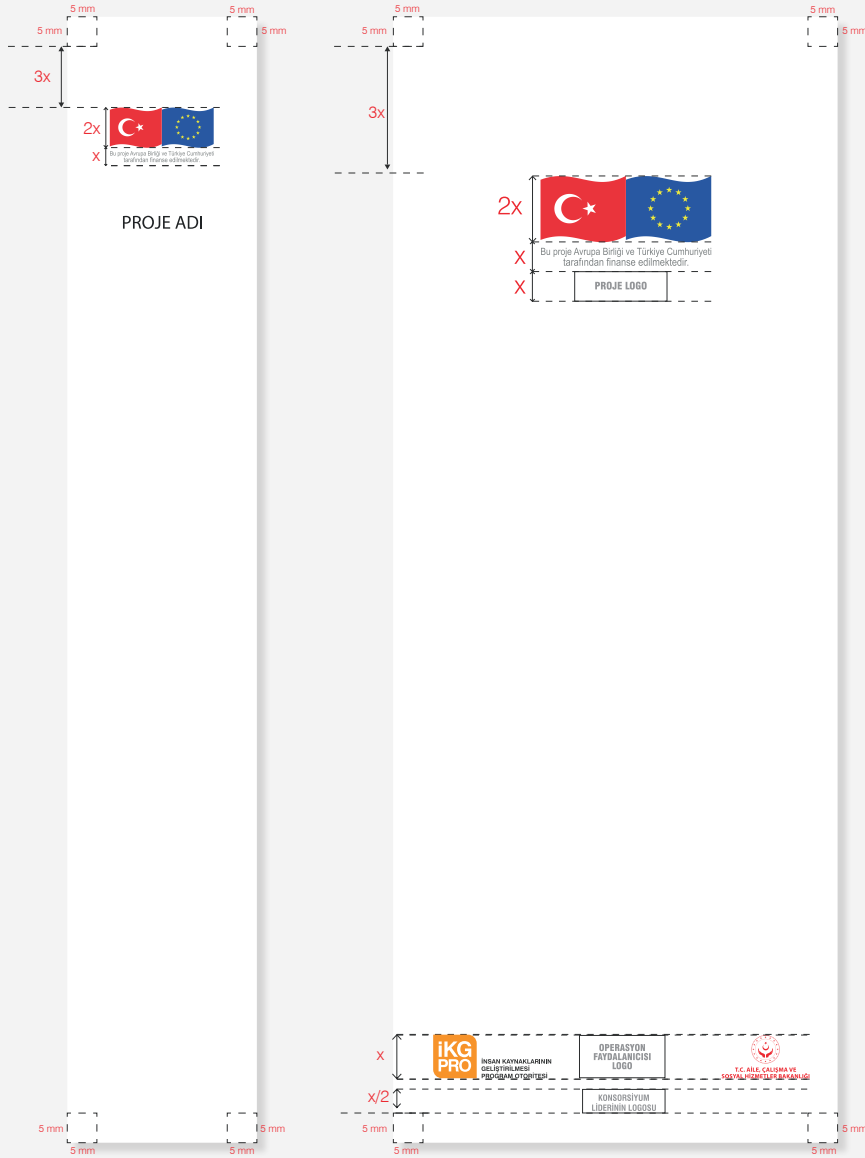 5 mm
5 mm
5 mm
5 mm
3x
2x
x
Bu proje Avrupa Birliği ve Türkiye Cumhuriyeti
tarafından finanse edilmektedir.
PROJE ADI
5 mm
5 mm
5 mm
5 mm
5 mm
5 mm
5 mm
5 mm
3x
2x
x
x
Bu proje Avrupa Birliği ve Türkiye Cumhuriyeti
tarafından finanse edilmektedir.
PROJE LOGO
x
x/2
iKG
PRO
İNSAN KAYNAKLARININ
GELİŞTİRİLMESİ
PROGRAM OTORİTESİ
OPERASYON
FAYDALANICISI
LOGO
T.C. AİLE, ÇALIŞMA VE
SOSYAL HİZMETLER BAKANLIĞI
KONSORSİYUM
LİDERİNİN LOGOSU
5 mm
5 mm
5 mm
5 mm